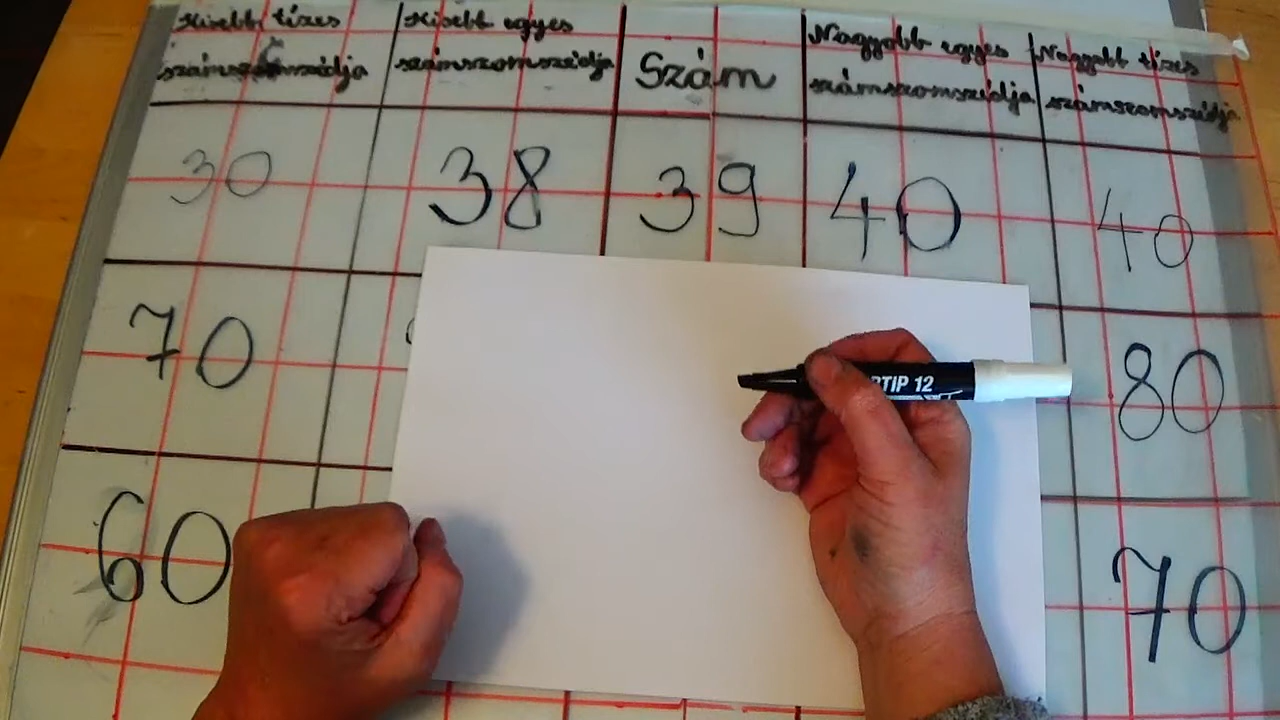 Kisebb tízes
számszomszédja
Kisebb egyes
számszomszédja
Szám
Nagyobb egyes
számszomszédja
Nagyobb tízes
számszomszédja
30 38 39 40 40
70 80
60 70
TIP 12